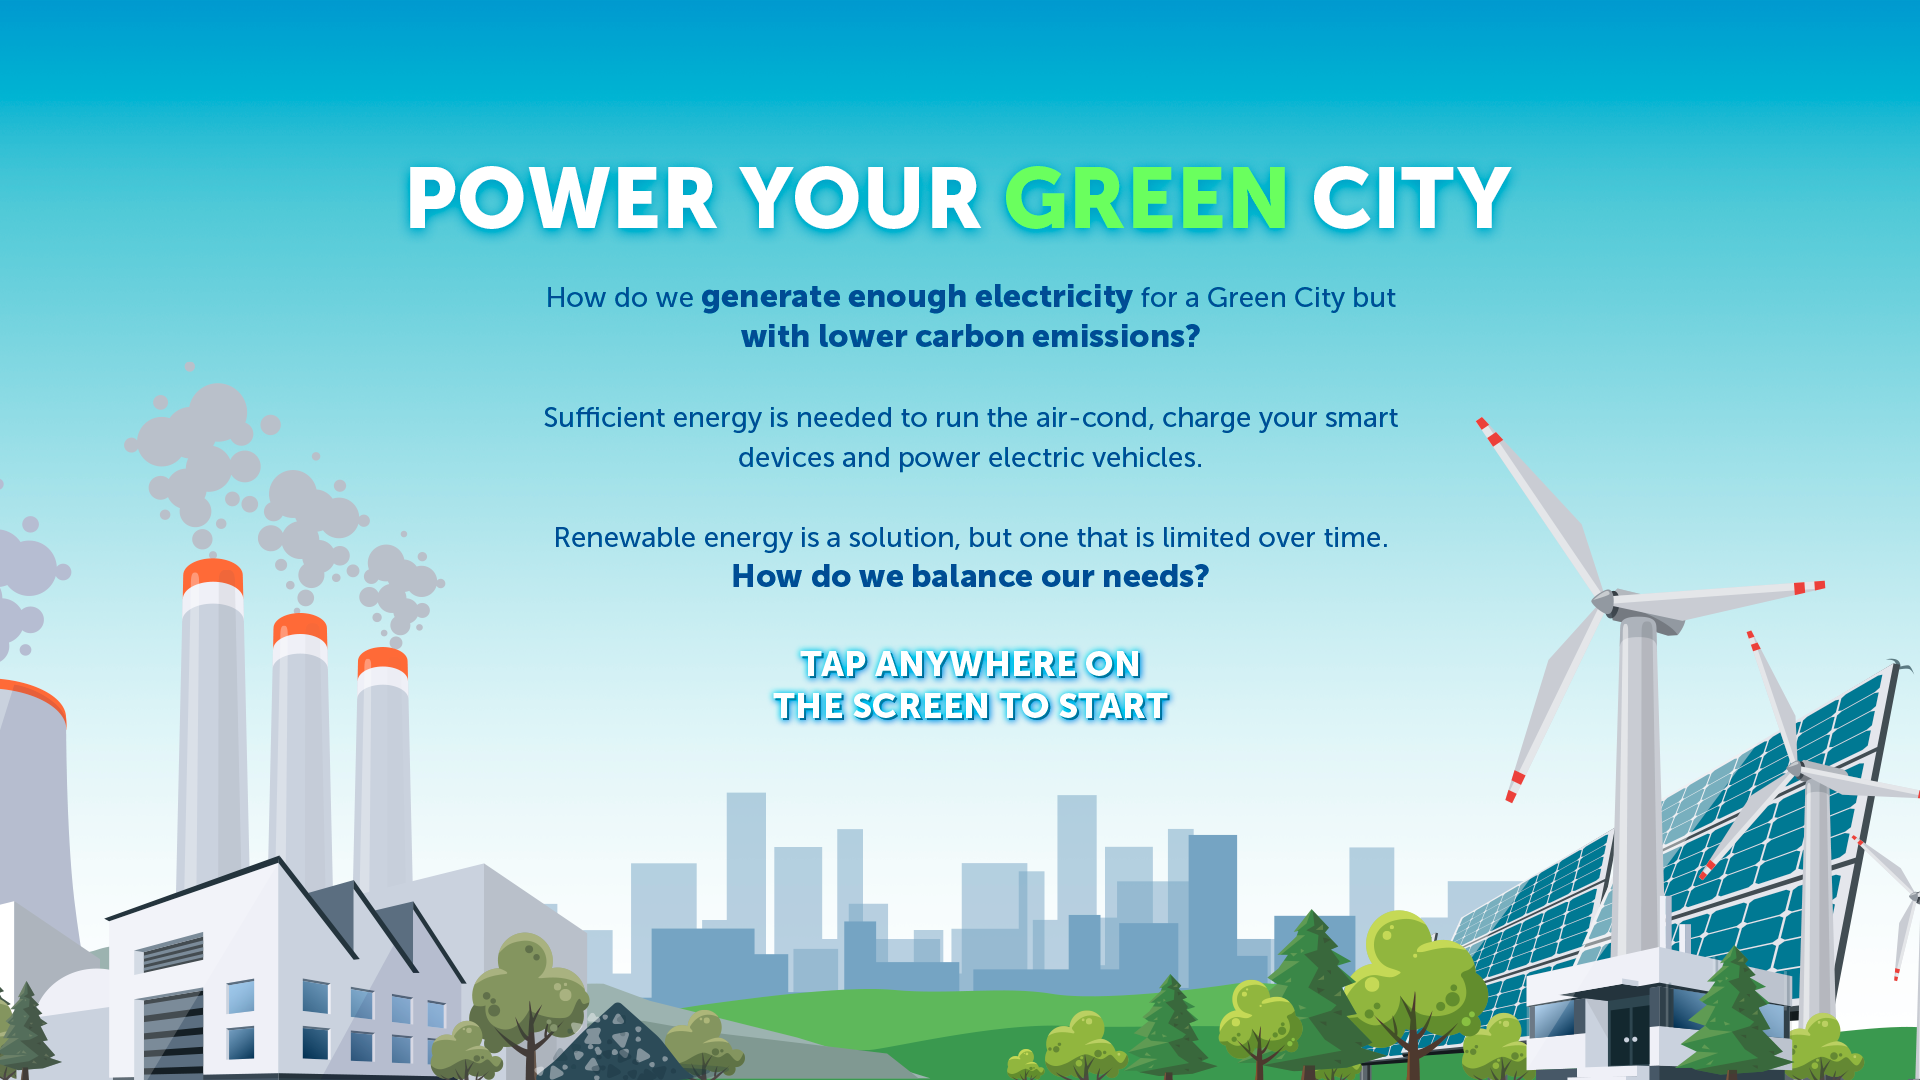 POWER YOUR GREEN CITY
How do we generate enough electricity for a Green City but
with lower carbon emissions?
Sufficient energy is needed to run the air-cond, charge your smart
devices and power electric vehicles.
Renewable energy is a solution, but one that is limited over time.
How do we balance our needs?
TAP ANYWHERE ON
THE SCREEN TO START